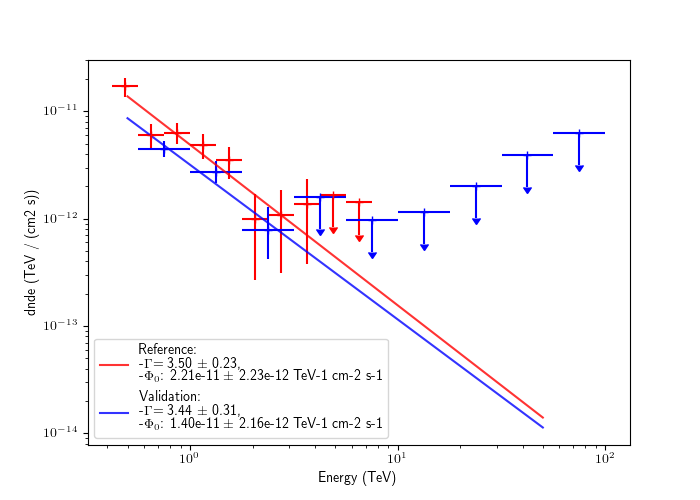 10⁻¹¹
10⁻¹²
10⁻¹³
10⁻¹⁴
dnde (TeV / (cm2 s))
Reference:
-Γ= 3.50 ± 0.23,
-Φ₀: 2.21e-11 ± 2.23e-12 TeV-1 cm-2 s-1
Validation:
-Γ= 3.44 ± 0.31,
-Φ₀: 1.40e-11 ± 2.16e-12 TeV-1 cm-2 s-1
10⁰
10¹
10²
Energy (TeV)